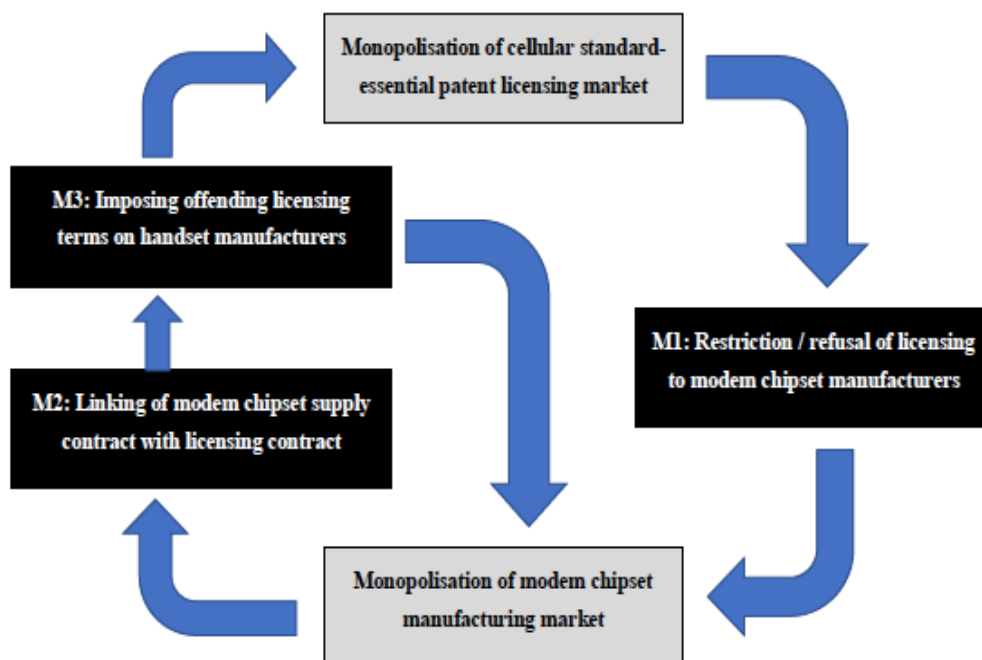 Monopolisation of cellular standard-
essential patent licensing market
M3: Imposing offending licensing
terms on handset manufacturers
M1: Restriction / refusal of licensing
to modem chipset manufacturers
M2: Linking of modem chipset supply
contract with licensing contract
Monopolisation of modem chipset
manufacturing market